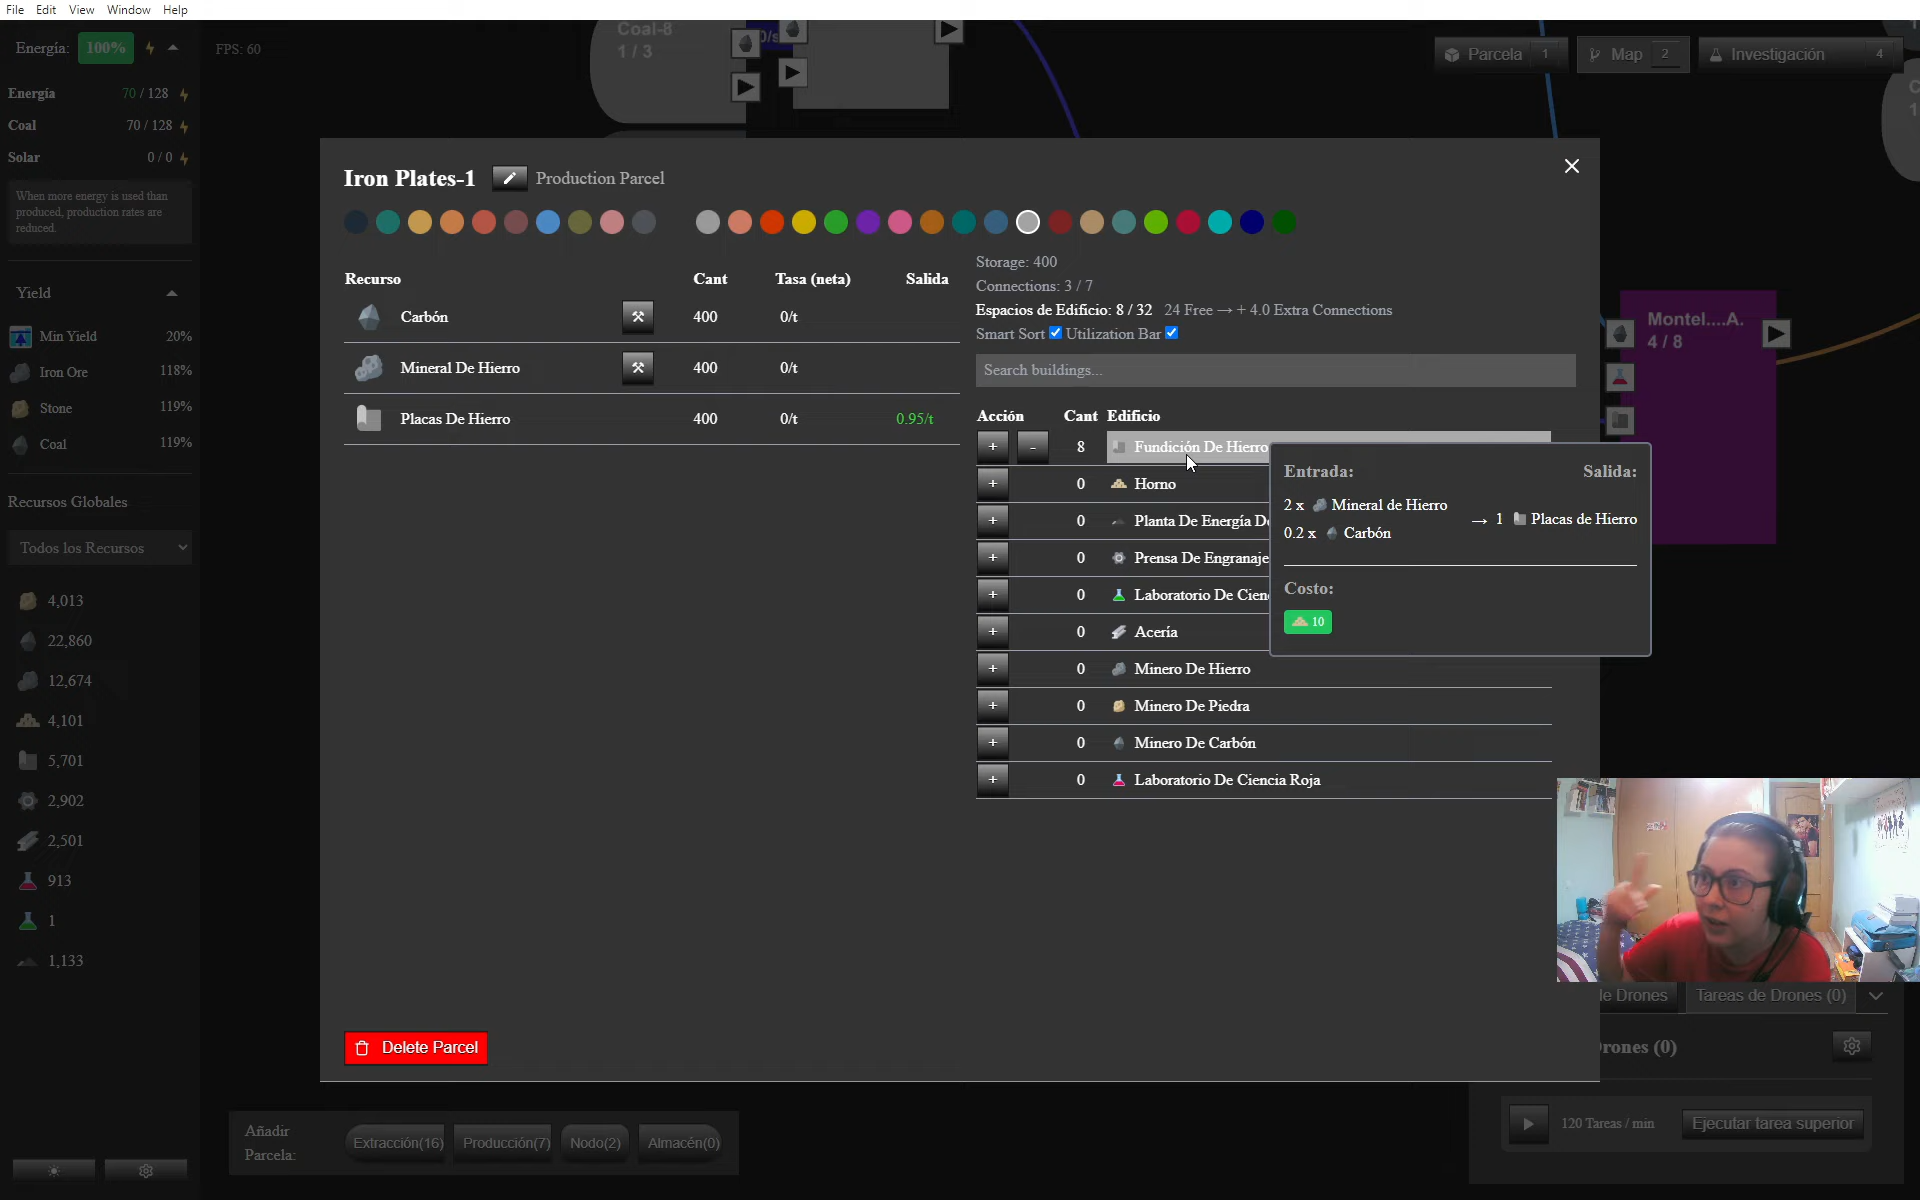 File Edit View Window Help
Energía: 100%
FPS: 60
Energía 70 / 128
Coal 70 / 128
Solar 0 / 0
When more energy is used than
produced, production rates are
reduced.
Yield
Min Yield 20%
Iron Ore 118%
Stone 119%
Coal 119%
Recursos Globales
Todos los Recursos
4,013
22,860
12,674
4,101
5,701
2,902
2,501
913
1
1,133
Coal-8
1 / 3
0/s
Parcela 1
Map 2
Investigación 4
Iron Plates-1
Production Parcel
Recurso Cant Tasa (neta) Salida
Carbón 400 0/t
Mineral De Hierro 400 0/t
Placas De Hierro 400 0/t 0.95/t
Storage: 400
Connections: 3 / 7
Espacios de Edificio: 8 / 32 24 Free → + 4.0 Extra Connections
Smart Sort Utilization Bar
Search buildings...
Acción Cant Edificio
+ - 8 Fundición De Hierro
+ 0 Horno
+ 0 Planta De Energía De
+ 0 Prensa De Engranaje
+ 0 Laboratorio De Cien
+ 0 Acería
+ 0 Minero De Hierro
+ 0 Minero De Piedra
+ 0 Minero De Carbón
+ 0 Laboratorio De Ciencia Roja
Entrada: Salida:
2 x Mineral de Hierro
→ 1 Placas de Hierro
0.2 x Carbón
Costo:
10
Montel....A.
4 / 8
Delete Parcel
Añadir
Parcela:
Extracción(16) Producción(7) Nodo(2) Almacén(0)
de Drones
Tareas de Drones (0)
Drones (0)
120 Tareas / min
Ejecutar tarea superior